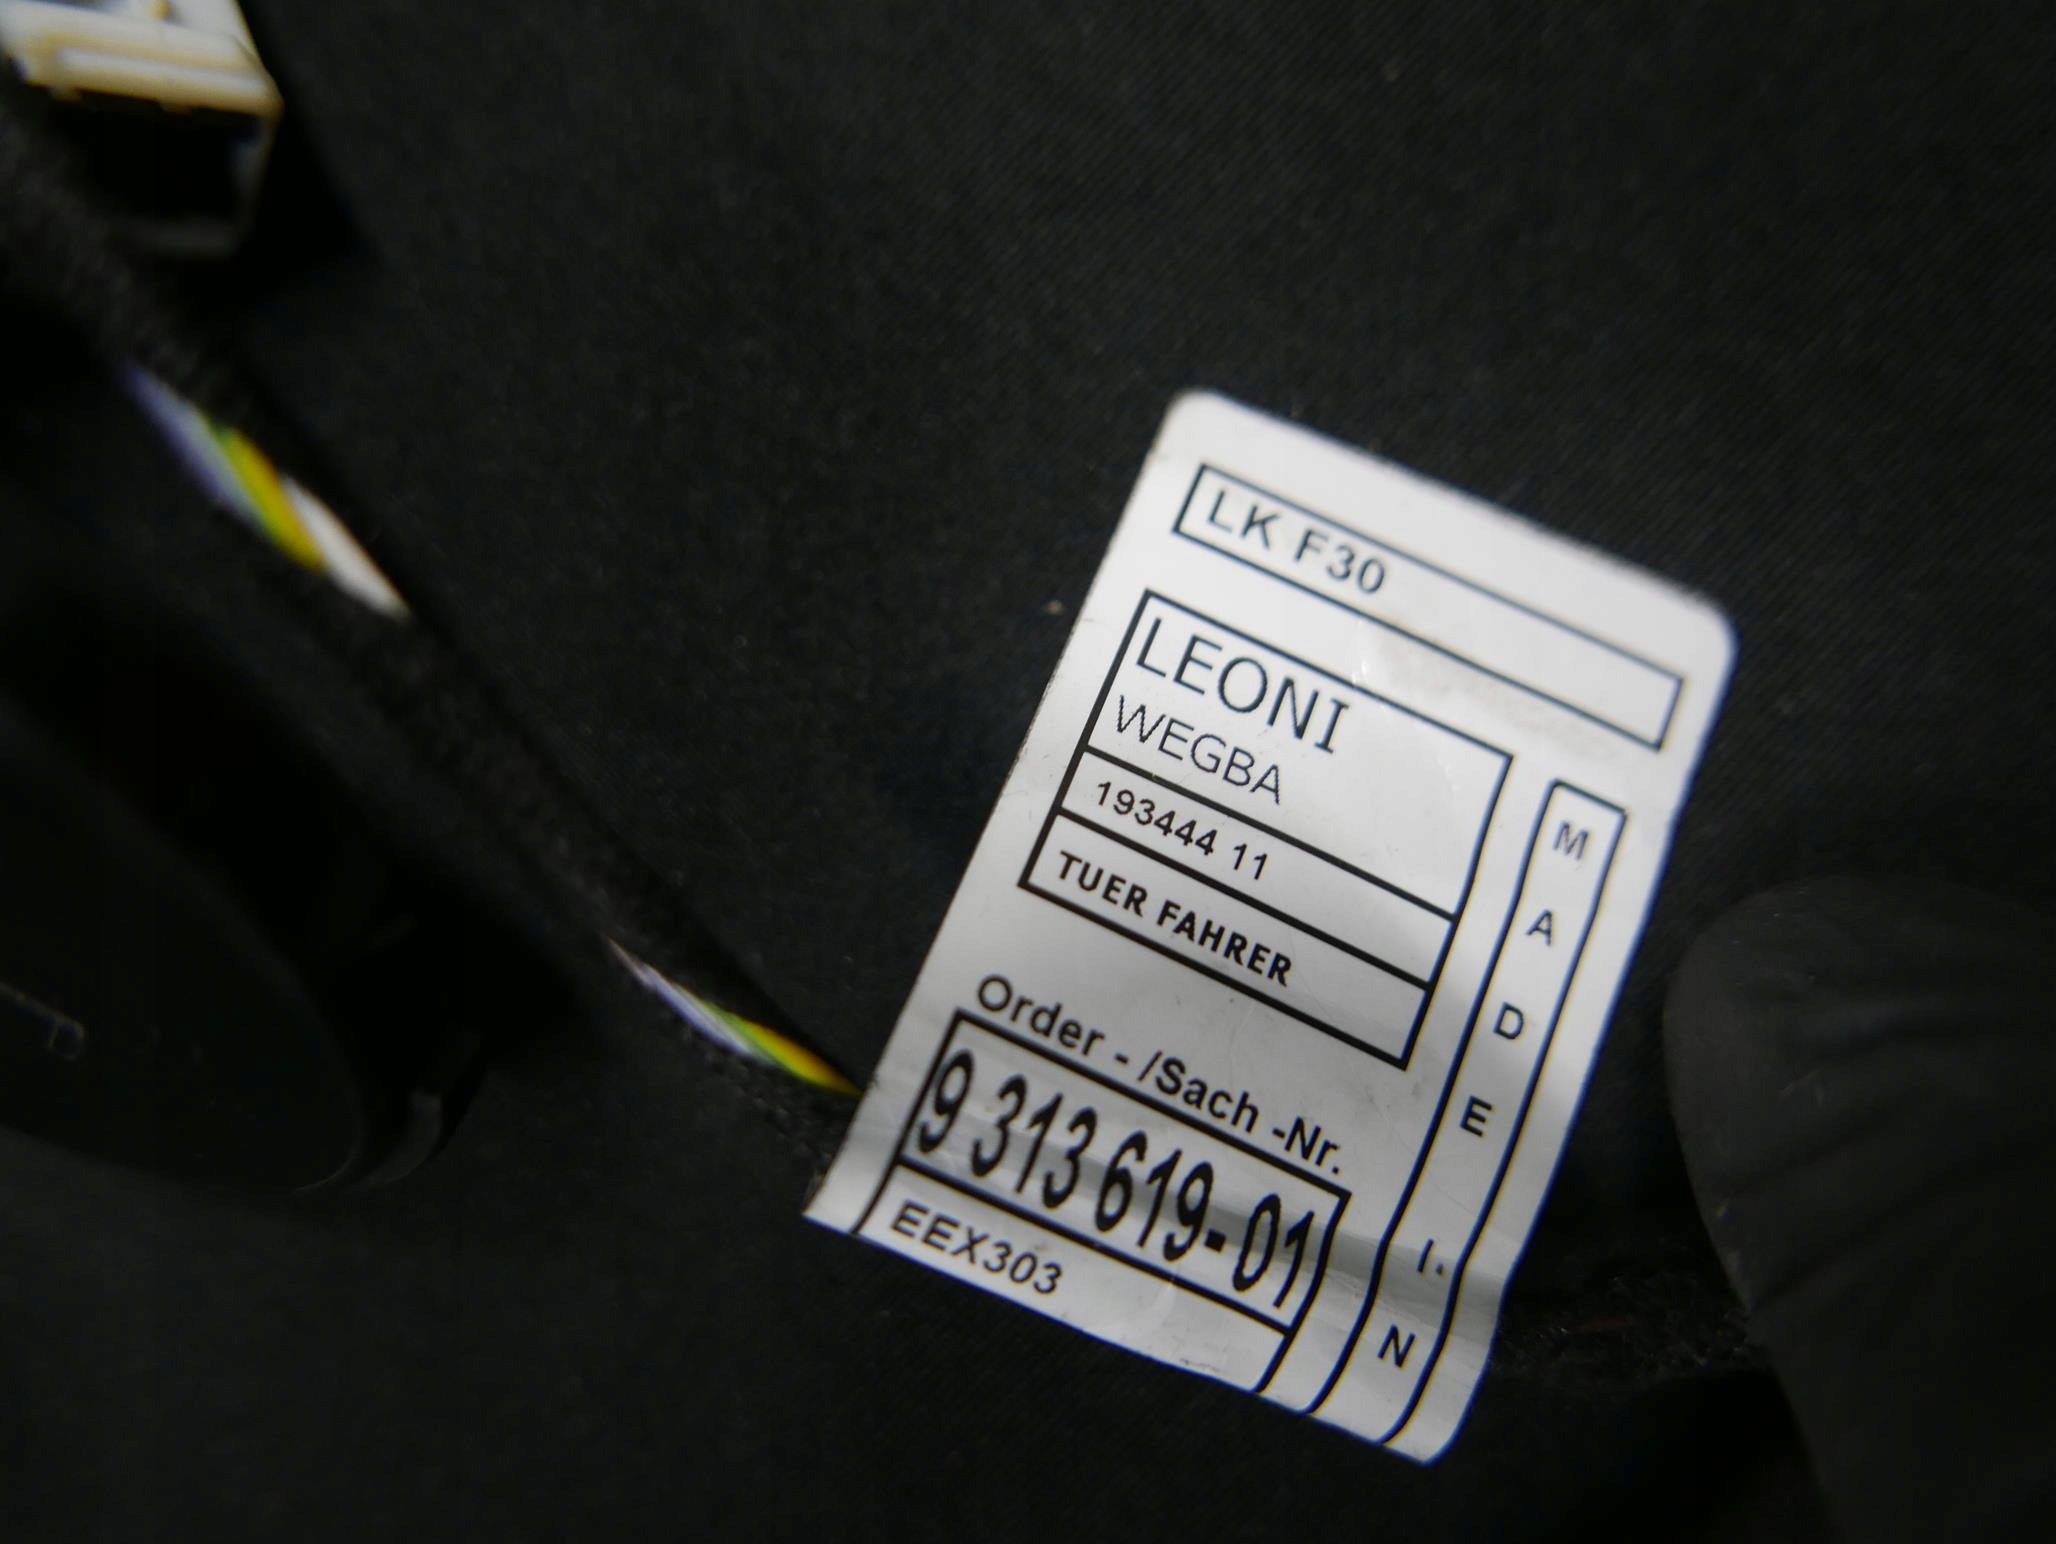 LK F30
LEONI
WEGBA
193444 11
TUER FAHRER
Order - /Sach -Nr.
9 313 619-01
EEX303
MADE IN